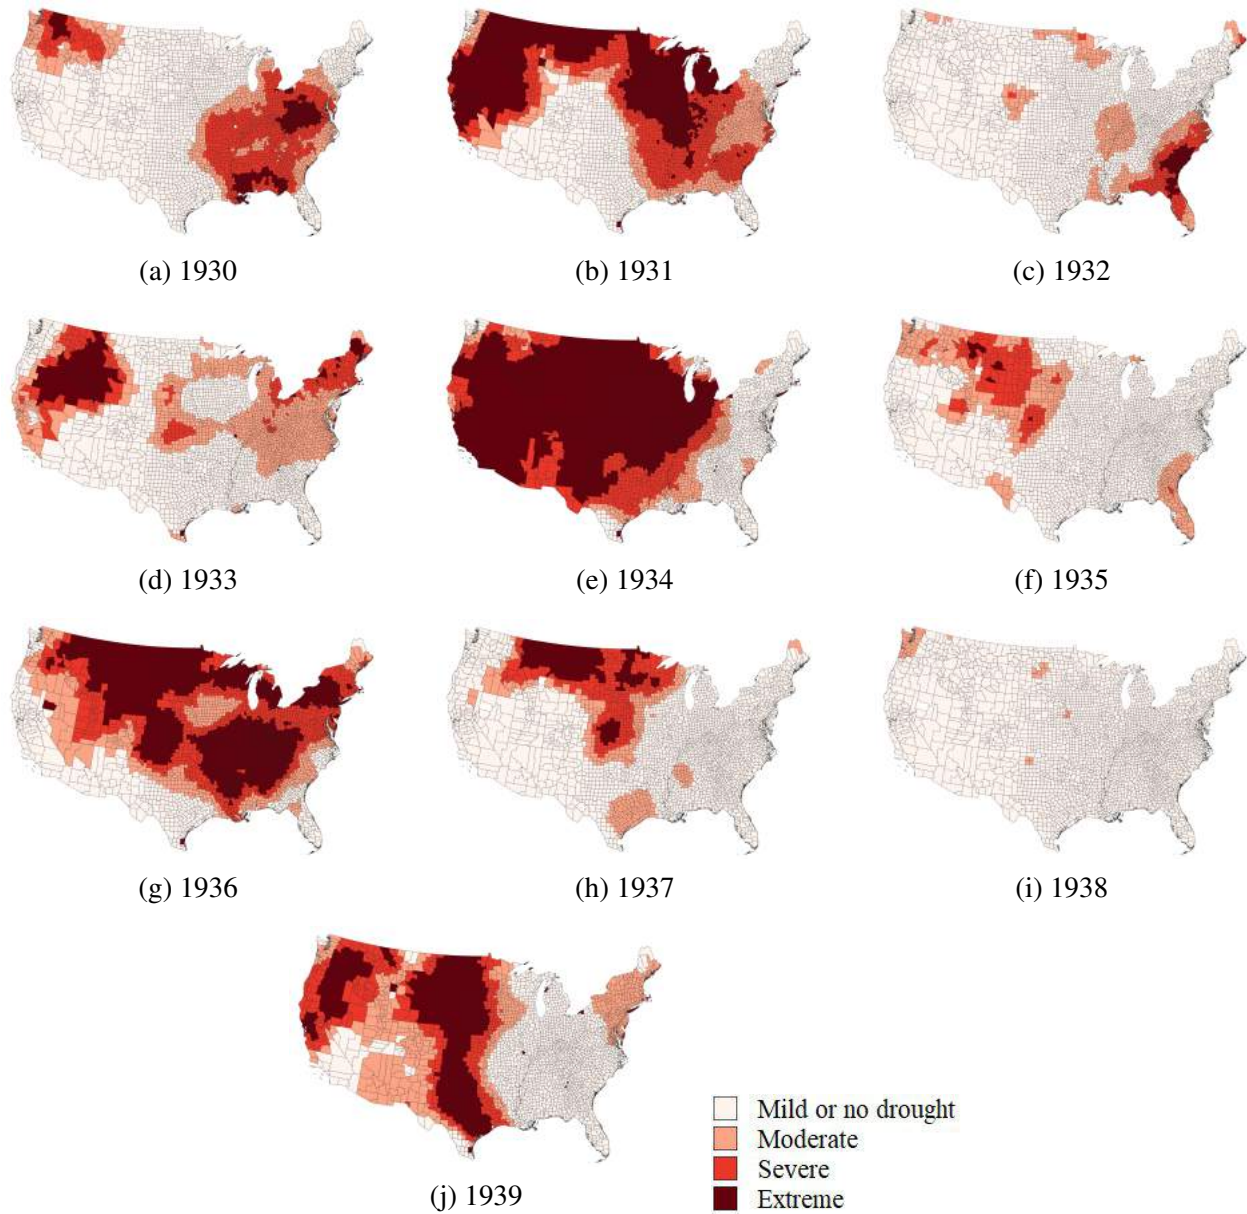 (a) 1930
(b) 1931
(c) 1932
(d) 1933
(e) 1934
(f) 1935
(g) 1936
(h) 1937
(i) 1938
(j) 1939
Mild or no drought
Moderate
Severe
Extreme